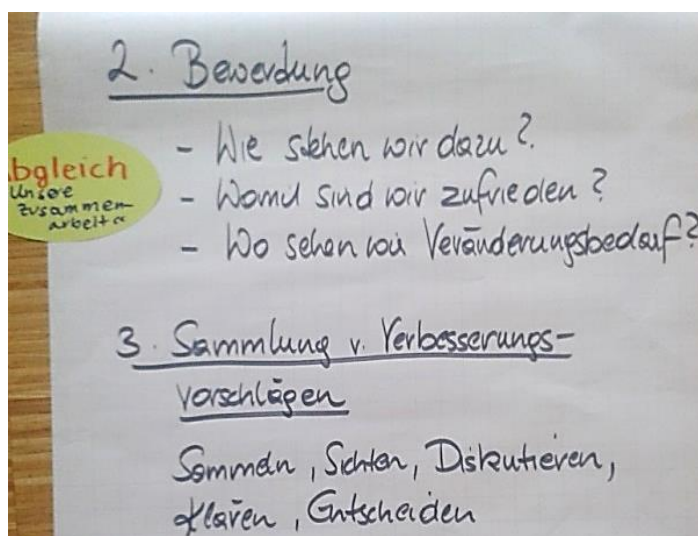 2. Bewerdung
- Wie stehen wir dazu?
- Womit sind wir zufrieden?
- Wo sehen wir Veränderungsbedarf?
bgleich
Unsere
zusammen-
arbeit
3. Sammlung v. Verbesserungs-
vorschlägen
Sammeln, Sichten, Diskutieren,
Klären, Entscheiden